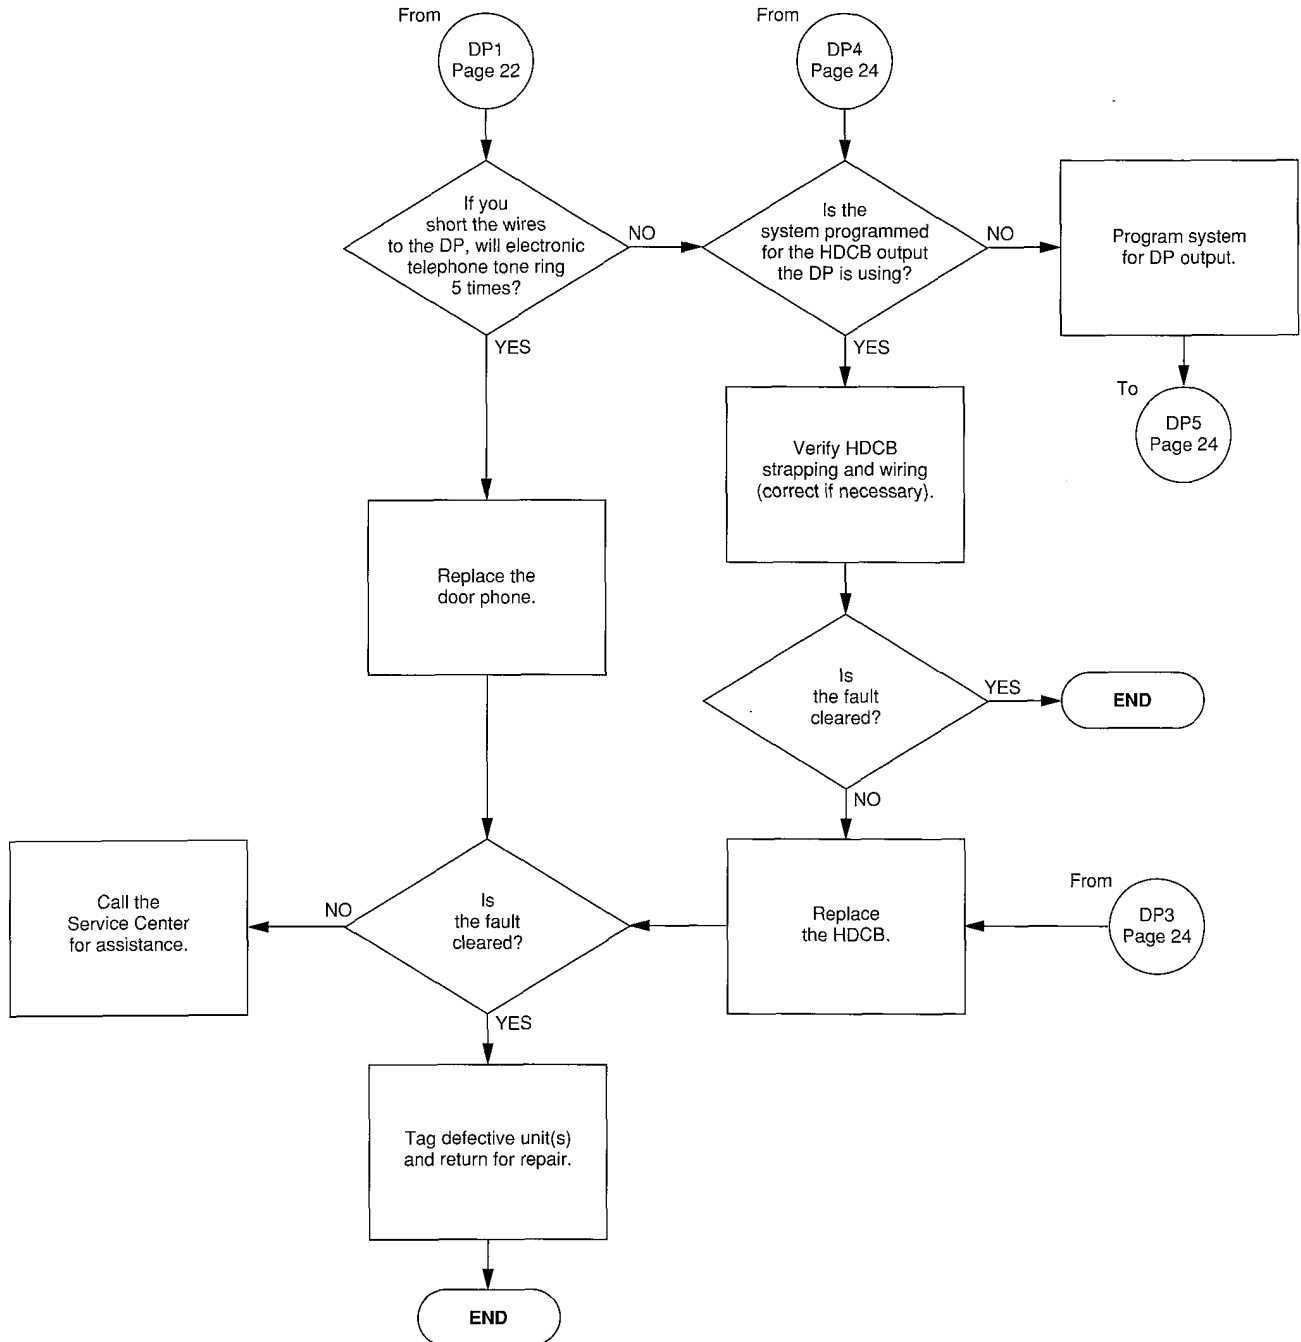 From
DP1
Page 22
From
DP4
Page 24
If you
short the wires
to the DP, will electronic
telephone tone ring
5 times?
NO
YES
Is the
system programmed
for the HDCB output
the DP is using?
NO
YES
Program system
for DP output.
To
DP5
Page 24
Verify HDCB
strapping and wiring
(correct if necessary).
Replace the
door phone.
Is
the fault
cleared?
YES
END
NO
Call the
Service Center
for assistance.
NO
Is
the fault
cleared?
YES
Replace
the HDCB.
From
DP3
Page 24
Tag defective unit(s)
and return for repair.
END